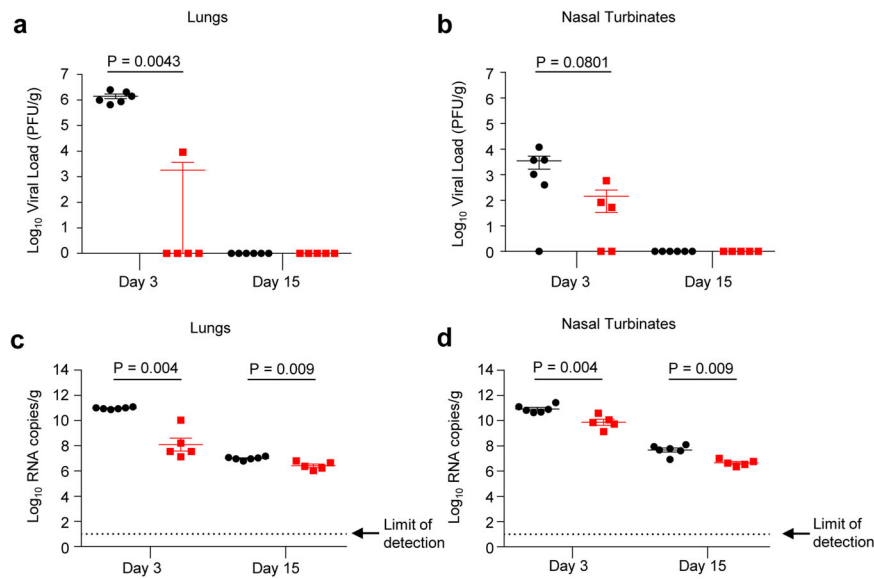 a
Lungs
P = 0.0043
Log10 Viral Load (PFU/g)
7
6
5
4
3
2
1
0
Day 3
Day 15
b
Nasal Turbinates
P = 0.0801
Log10 Viral Load (PFU/g)
7
6
5
4
3
2
1
0
Day 3
Day 15
c
Lungs
P = 0.004
P = 0.009
Log10 RNA copies/g
14
12
10
8
6
4
2
0
Limit of
detection
Day 3
Day 15
d
Nasal Turbinates
P = 0.004
P = 0.009
Log10 RNA copies/g
14
12
10
8
6
4
2
0
Limit of
detection
Day 3
Day 15